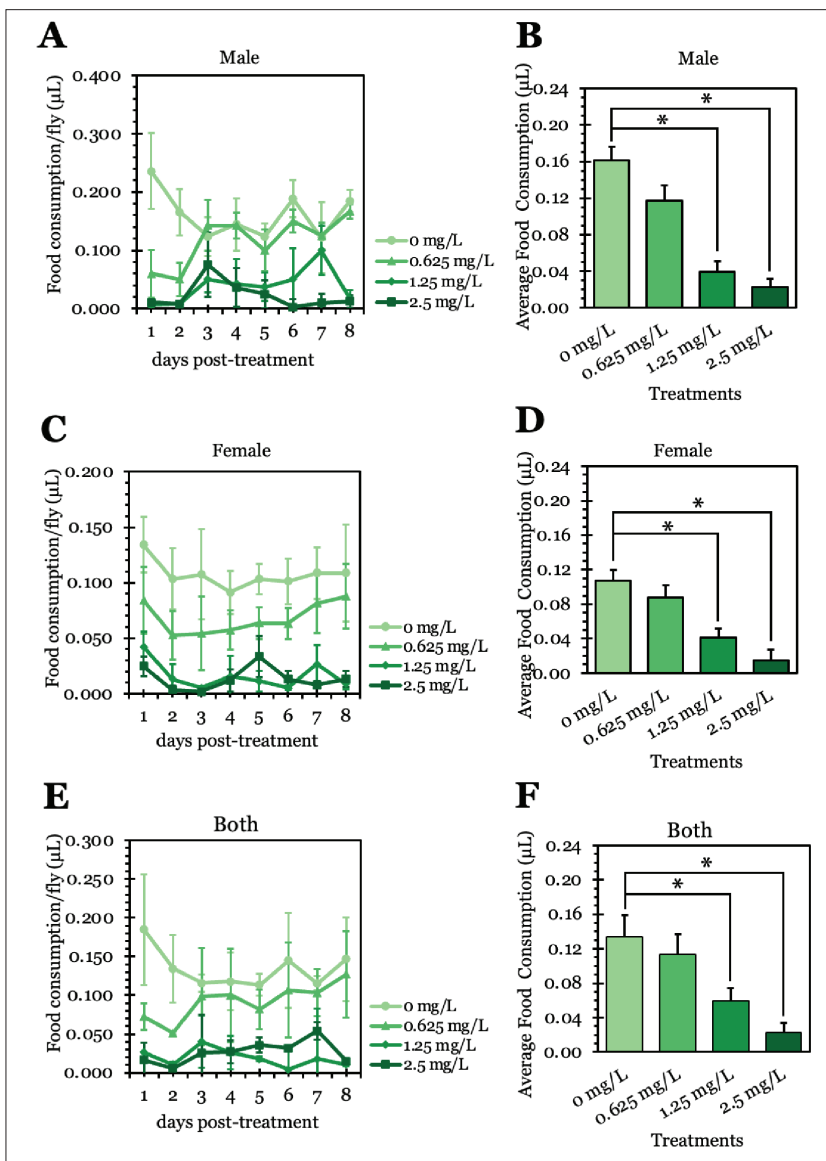 A
Male
Food consumption/fly (µL)
0.400
0.300
0.200
0.100
0.000
1 2 3 4 5 6 7 8
days post-treatment
0 mg/L
0.625 mg/L
1.25 mg/L
2.5 mg/L
B
Male
Average Food Consumption (µL)
0.24
0.20
0.16
0.12
0.08
0.04
0.00
*
*
0 mg/L
0.625 mg/L
1.25 mg/L
2.5 mg/L
Treatments
C
Female
Food consumption/fly (µL)
0.200
0.150
0.100
0.050
0.000
1 2 3 4 5 6 7 8
days post-treatment
0 mg/L
0.625 mg/L
1.25 mg/L
2.5 mg/L
D
Female
Average Food Consumption (µL)
0.24
0.20
0.16
0.12
0.08
0.04
0.00
*
*
0 mg/L
0.625 mg/L
1.25 mg/L
2.5 mg/L
Treatments
E
Both
Food consumption/fly (µL)
0.300
0.250
0.200
0.150
0.100
0.050
0.000
1 2 3 4 5 6 7 8
days post-treatment
0 mg/L
0.625 mg/L
1.25 mg/L
2.5 mg/L
F
Both
Average Food Consumption (µL)
0.24
0.20
0.16
0.12
0.08
0.04
0.00
*
*
0 mg/L
0.625 mg/L
1.25 mg/L
2.5 mg/L
Treatments